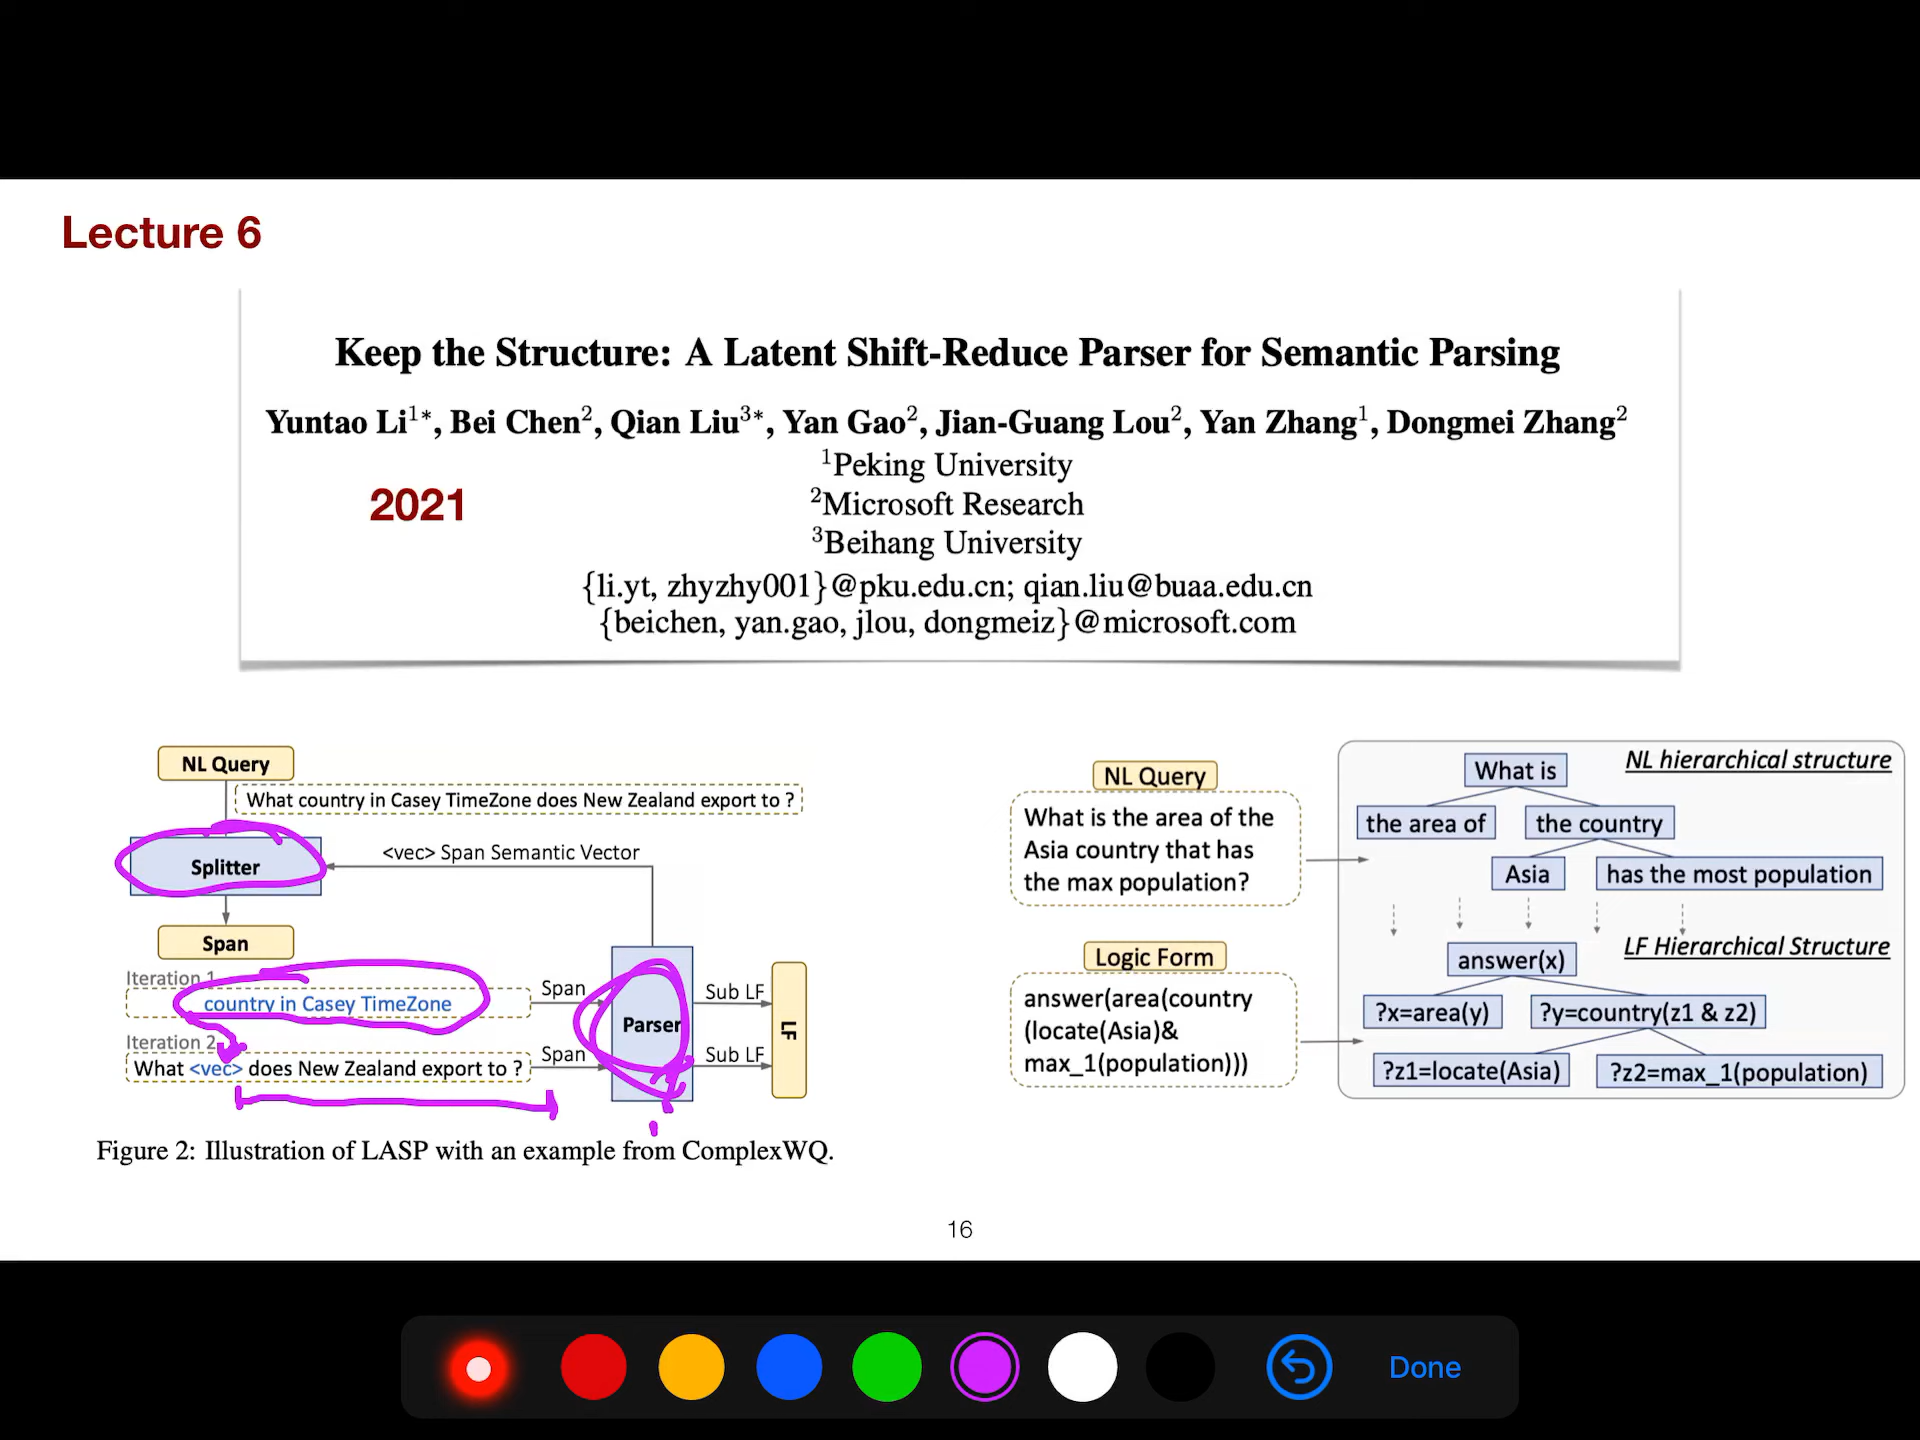 Lecture 6
Keep the Structure: A Latent Shift-Reduce Parser for Semantic Parsing
Yuntao Li1*, Bei Chen2, Qian Liu3*, Yan Gao2, Jian-Guang Lou2, Yan Zhang1, Dongmei Zhang2
1Peking University
2021
2Microsoft Research
3Beihang University
{li.yt, zhyzhy001}@pku.edu.cn; qian.liu@buaa.edu.cn
{beichen, yan.gao, jlou, dongmeiz}@microsoft.com
NL Query
What country in Casey TimeZone does New Zealand export to ?
Splitter
<vec> Span Semantic Vector
Span
Iteration 1
country in Casey TimeZone
Span
Sub LF
Parser
LF
Iteration 2
What <vec> does New Zealand export to ?
Span
Sub LF
Figure 2: Illustration of LASP with an example from ComplexWQ.
NL Query
What is the area of the
Asia country that has
the max population?
Logic Form
answer(area(country
(locate(Asia)&
max_1(population)))
NL hierarchical structure
What is
the area of
the country
Asia
has the most population
LF Hierarchical Structure
answer(x)
?x=area(y)
?y=country(z1 & z2)
?z1=locate(Asia)
?z2=max_1(population)
16
Done